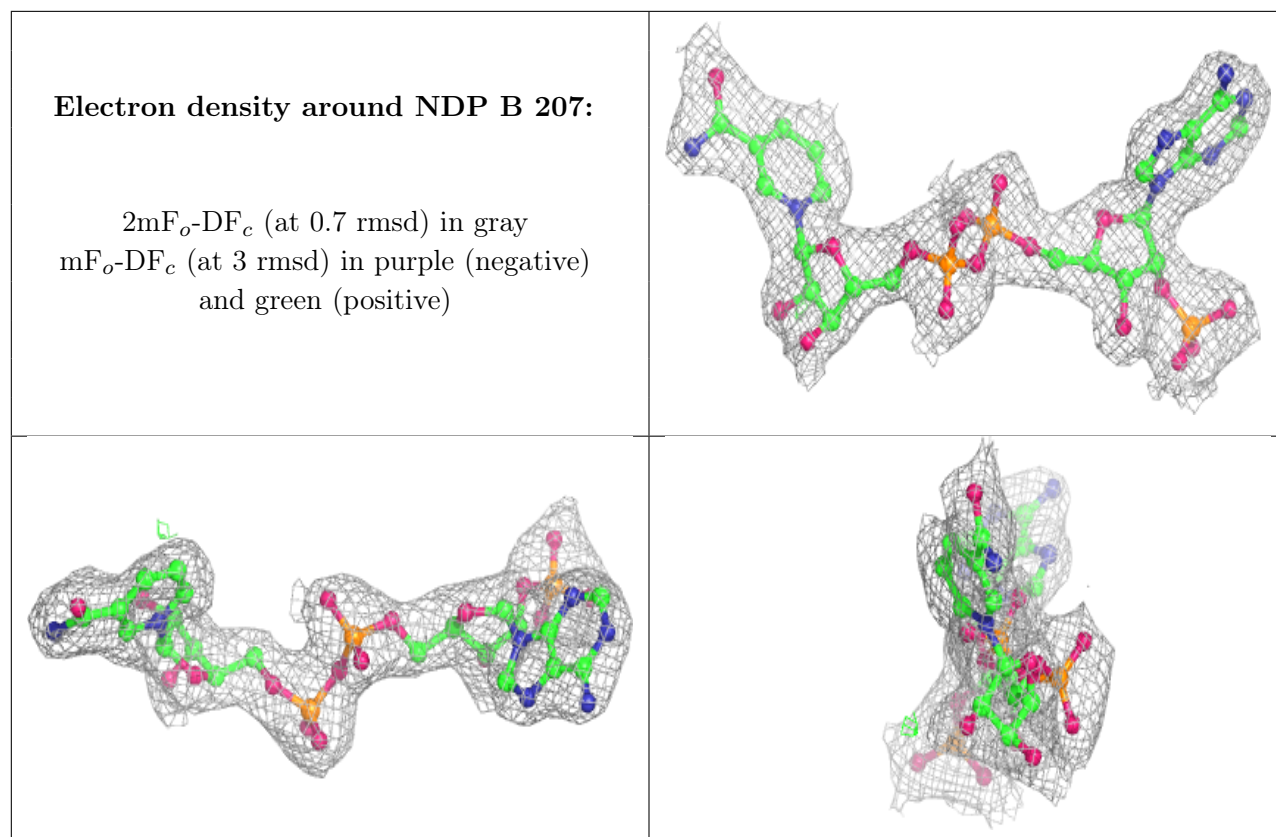 Electron density around NDP B 207:
2mFₒ-DF𝒸 (at 0.7 rmsd) in gray
mFₒ-DF𝒸 (at 3 rmsd) in purple (negative)
and green (positive)